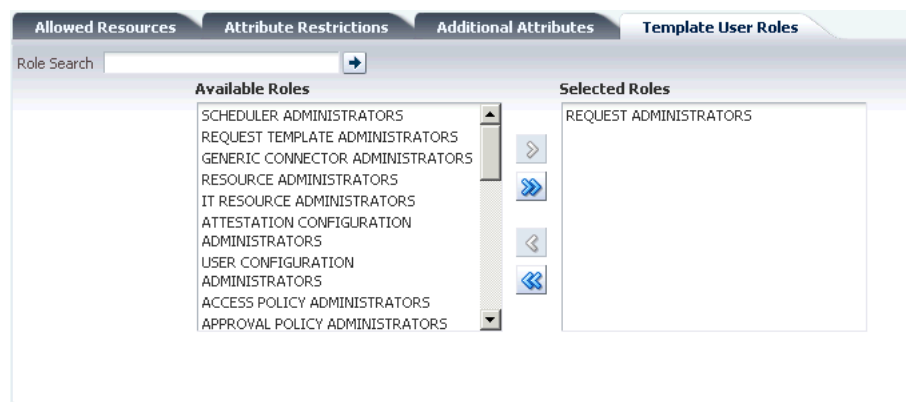 Allowed Resources
Attribute Restrictions
Additional Attributes
Template User Roles
Role Search
Available Roles
SCHEDULER ADMINISTRATORS
REQUEST TEMPLATE ADMINISTRATORS
GENERIC CONNECTOR ADMINISTRATORS
RESOURCE ADMINISTRATORS
IT RESOURCE ADMINISTRATORS
ATTESTATION CONFIGURATION
ADMINISTRATORS
USER CONFIGURATION
ADMINISTRATORS
ACCESS POLICY ADMINISTRATORS
APPROVAL POLICY ADMINISTRATORS
Selected Roles
REQUEST ADMINISTRATORS